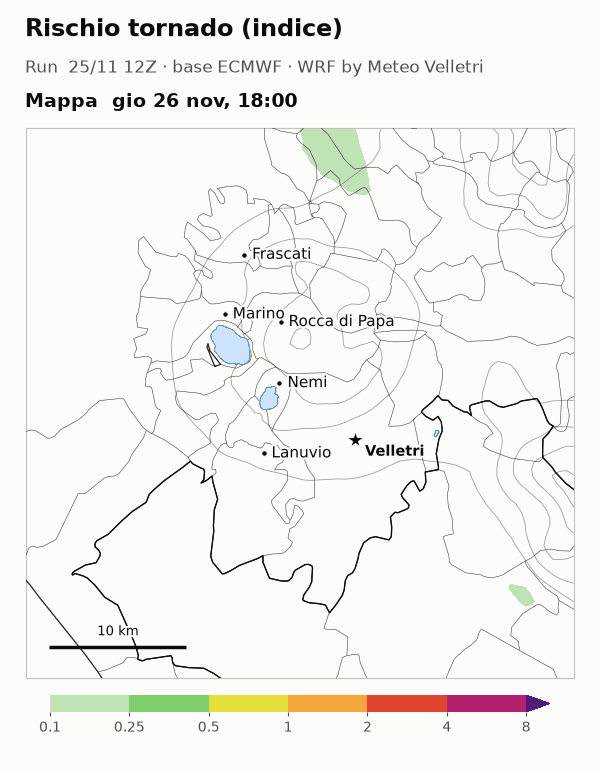 Rischio tornado (indice)
Run  25/11 12Z · base ECMWF · WRF by Meteo Velletri
Mappa  gio 26 nov, 18:00
Frascati
Marino
Rocca di Papa
Nemi
Velletri
Lanuvio
10 km
0.1 0.25 0.5 1 2 4 8